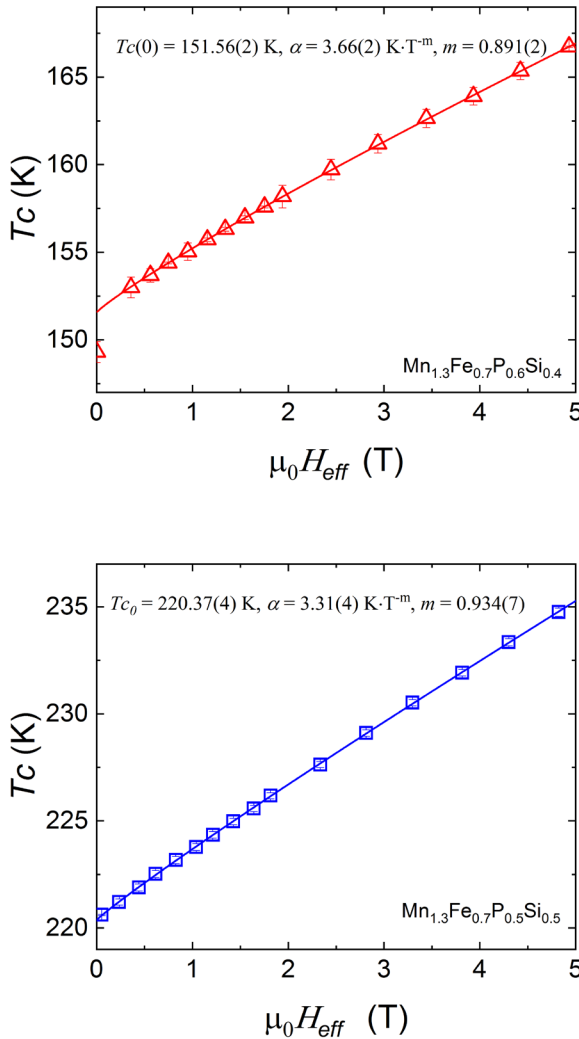 Tc(0) = 151.56(2) K, α = 3.66(2) K·T⁻ᵐ, m = 0.891(2)
165
160
155
150
Tc (K)
Mn₁.₃Fe₀.₇P₀.₆Si₀.₄
0 1 2 3 4 5
μ₀H_eff (T)
Tc₀ = 220.37(4) K, α = 3.31(4) K·T⁻ᵐ, m = 0.934(7)
235
230
225
220
Tc (K)
Mn₁.₃Fe₀.₇P₀.₅Si₀.₅
0 1 2 3 4 5
μ₀H_eff (T)